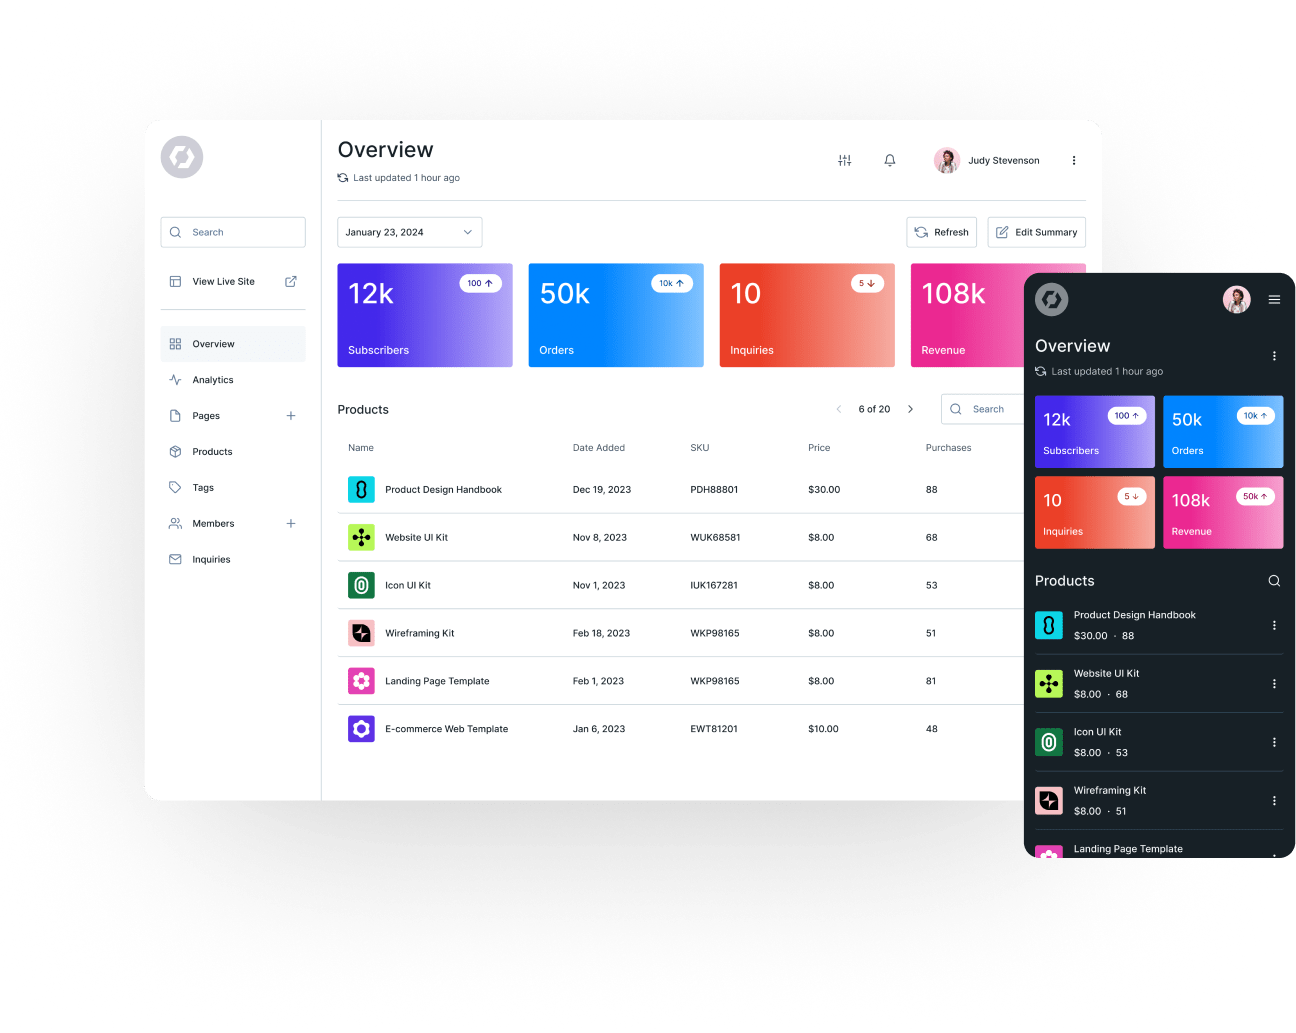 Overview
Last updated 1 hour ago
Judy Stevenson
Search
View Live Site
Overview
Analytics
Pages
Products
Tags
Members
Inquiries
January 23, 2024
Refresh
Edit Summary
12k
100
Subscribers
50k
10k
Orders
10
5
Inquiries
108k
Revenue
Products
6 of 20
Search
Name Date Added SKU Price Purchases
Product Design Handbook Dec 19, 2023 PDH88801 $30.00 88
Website UI Kit Nov 8, 2023 WUK68581 $8.00 68
Icon UI Kit Nov 1, 2023 IUK167281 $8.00 53
Wireframing Kit Feb 18, 2023 WKP98165 $8.00 51
Landing Page Template Feb 1, 2023 WKP98165 $8.00 81
E-commerce Web Template Jan 6, 2023 EWT81201 $10.00 48
Overview
Last updated 1 hour ago
12k
100
Subscribers
50k
10k
Orders
10
5
Inquiries
108k
50k
Revenue
Products
Product Design Handbook
$30.00 · 88
Website UI Kit
$8.00 · 68
Icon UI Kit
$8.00 · 53
Wireframing Kit
$8.00 · 51
Landing Page Template